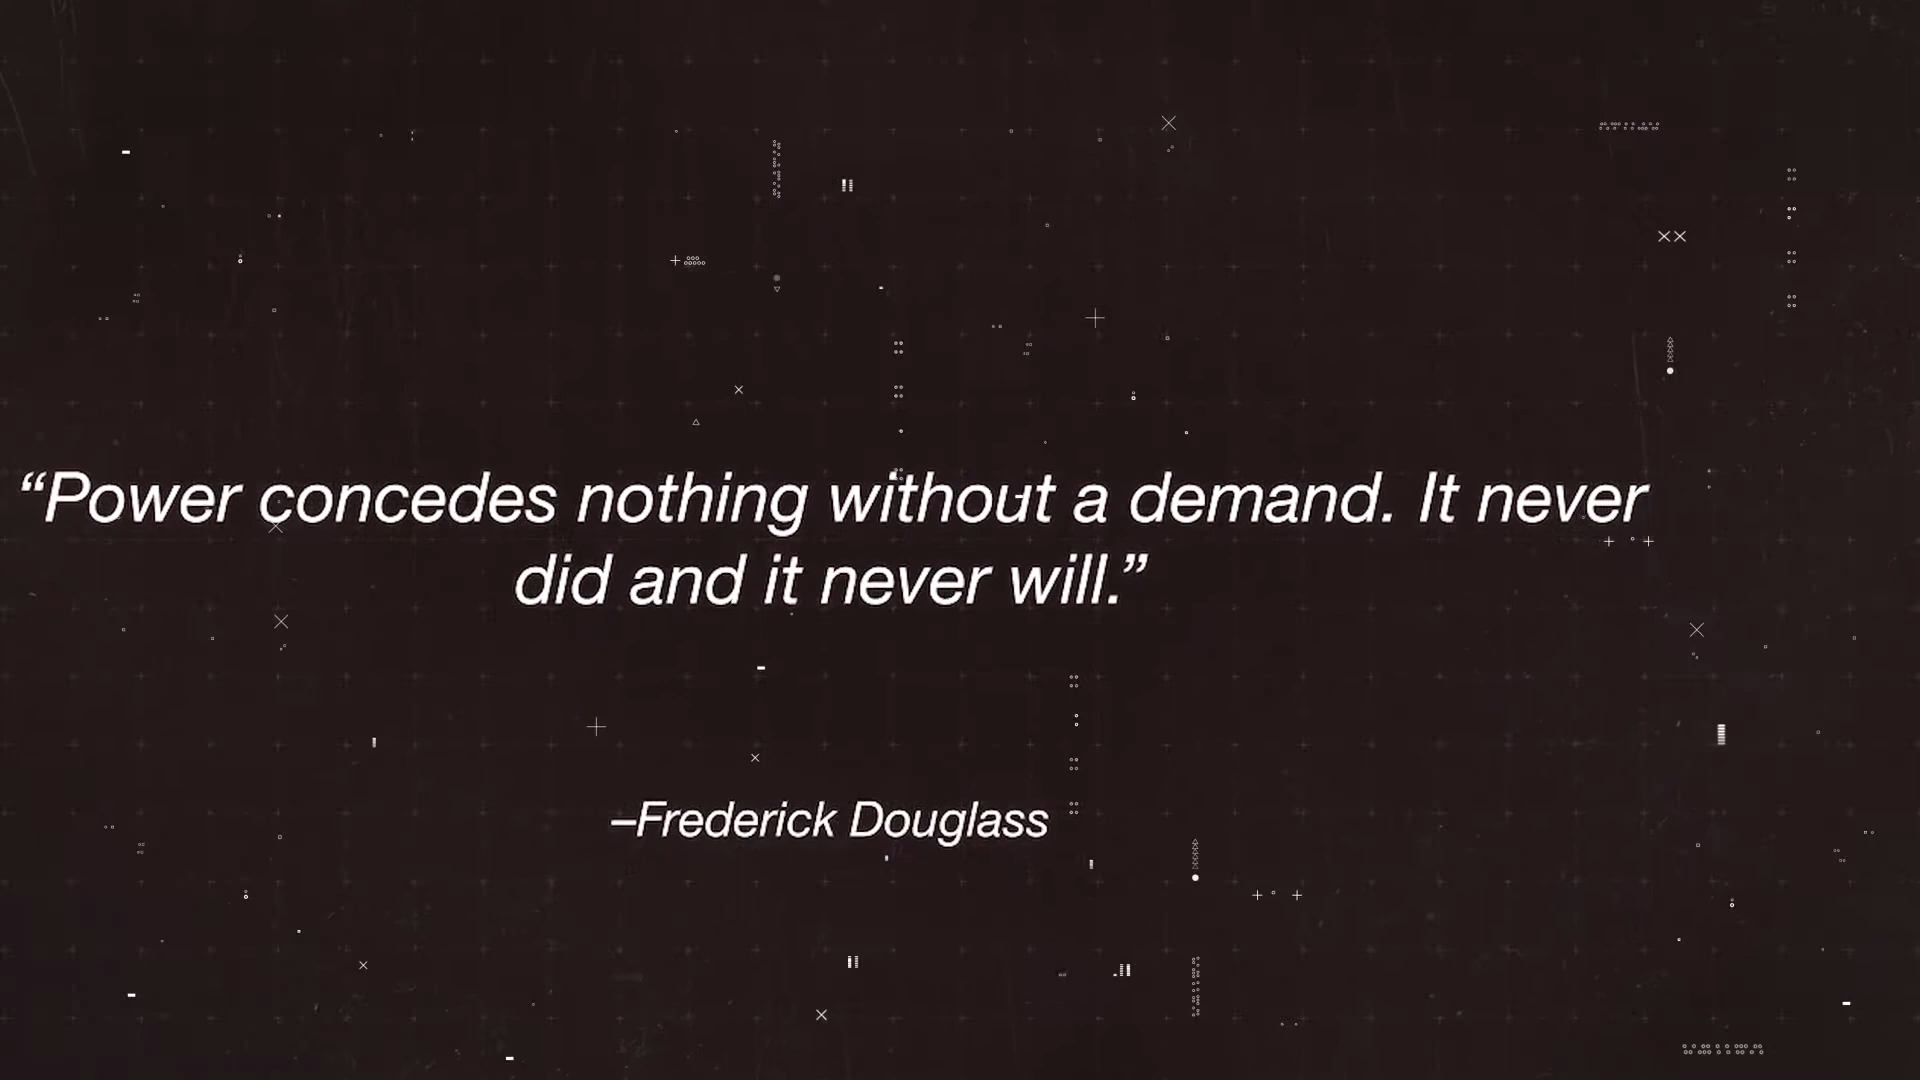 “Power concedes nothing without a demand. It never
did and it never will.”
–Frederick Douglass